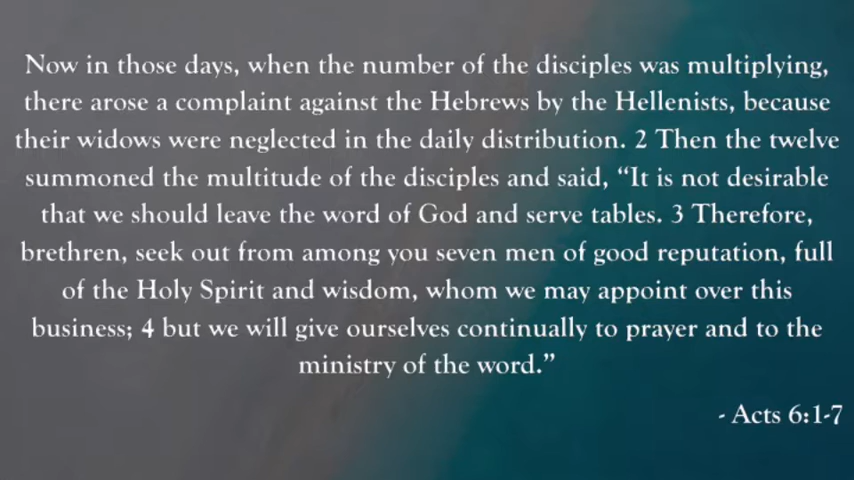 Now in those days, when the number of the disciples was multiplying,
there arose a complaint against the Hebrews by the Hellenists, because
their widows were neglected in the daily distribution. 2 Then the twelve
summoned the multitude of the disciples and said, “It is not desirable
that we should leave the word of God and serve tables. 3 Therefore,
brethren, seek out from among you seven men of good reputation, full
of the Holy Spirit and wisdom, whom we may appoint over this
business; 4 but we will give ourselves continually to prayer and to the
ministry of the word.”
- Acts 6:1-7